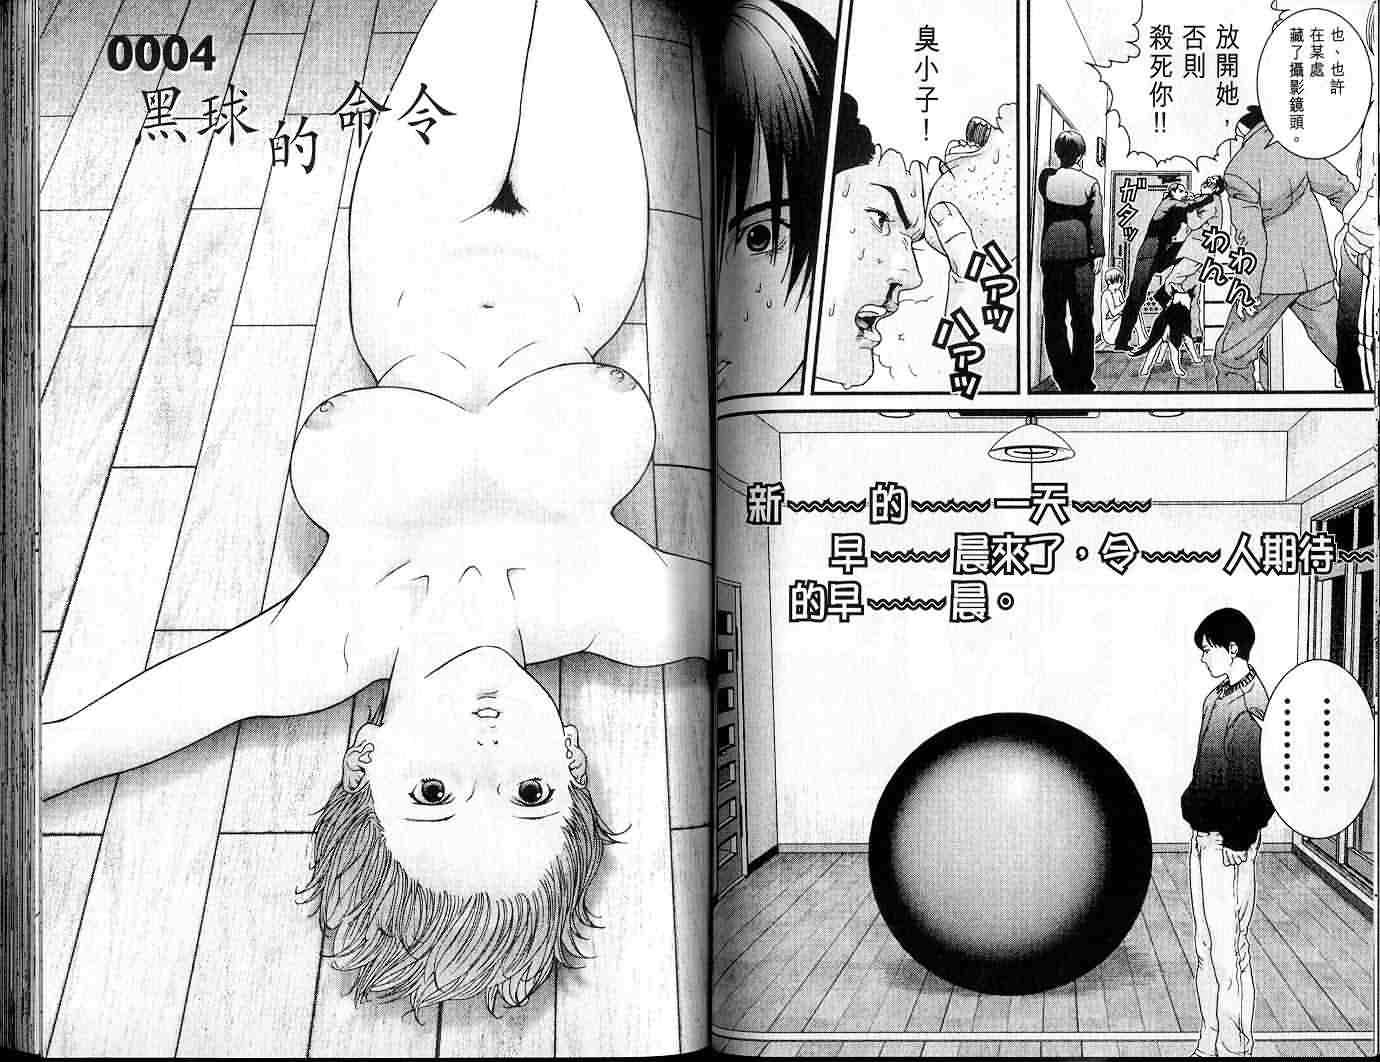 也、也許
在某處
藏了攝影鏡頭。
放開她，
否則
殺死你!!
ガタッ
わんわん
臭小子！
ハアッ
ハアッ
新～～的～～一天～～
早～～晨來了，令～～人期待～
的早～～晨。
…………
…………
0004
黑球的命令